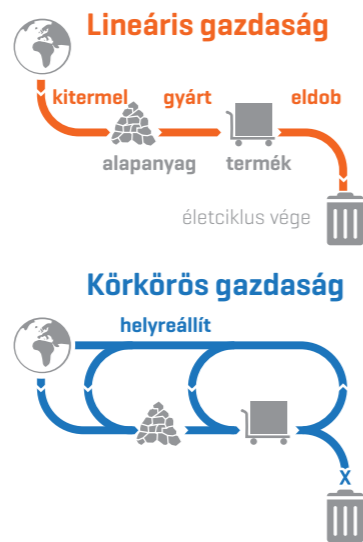 Lineáris gazdaság
kitermel gyárt eldob
alapanyag termék
életciklus vége
Körkörös gazdaság
helyreállít
X